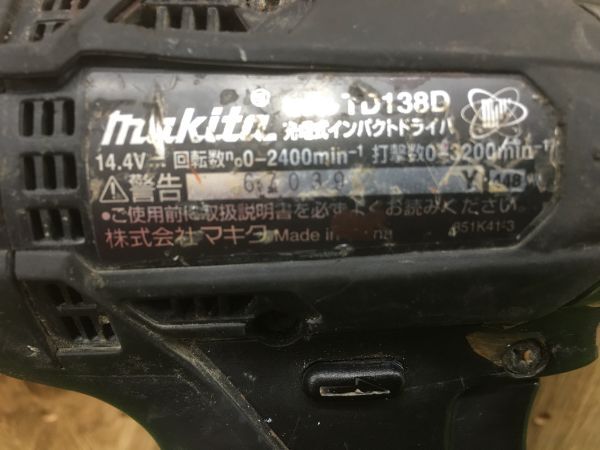 makita TD138D
充電式インパクトドライバ
14.4V⎓ 回転数n₀0-2400min⁻¹ 打撃数0-3200min⁻¹
⚠警告 67039 Y 448
●ご使用前に取扱説明書を必ずよくお読みください。
株式会社マキタ Made in